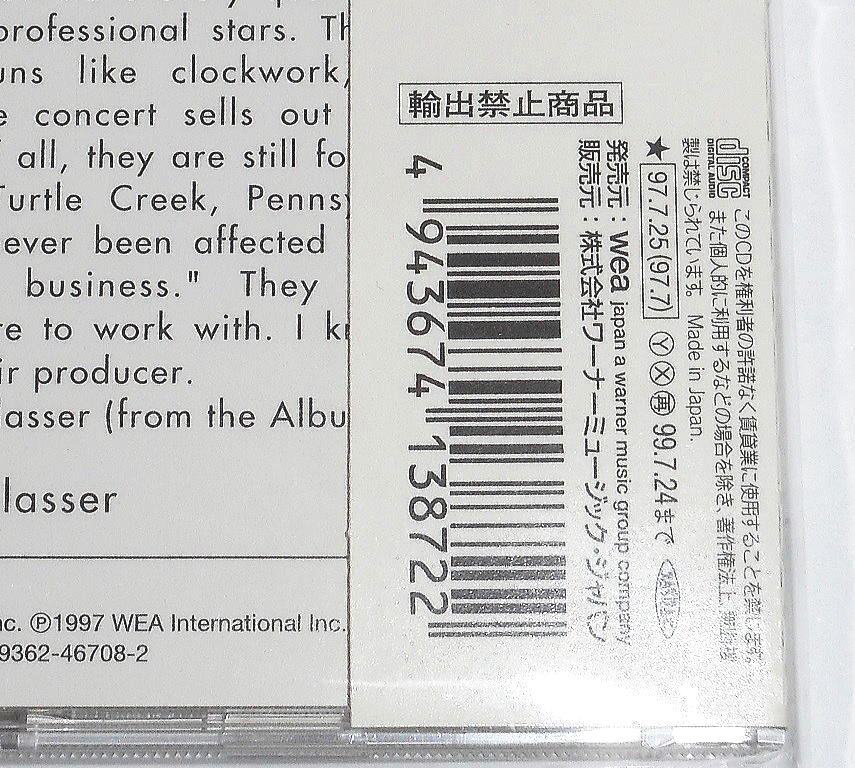 professional stars.
uns like clockwork,
e concert sells out
all, they are still fo
Turtle Creek, Penns
ever been affected
business." They
re to work with. I k
ir producer.
lasser (from the Albu
lasser
nc. ℗1997 WEA International Inc.
9362-46708-2
輸出禁止商品
4 943674 138722
発売元：wea japan a warner music group company
販売元：株式会社ワーナーミュージック・ジャパン
★ 97.7.25(97.7) Ⓨ Ⓧ ㊞ 99.7.24まで
COMPACT disc DIGITAL AUDIO
このCDを権利者の許諾なく賃貸業に使用することを禁じます。
また個人的に利用するなどの場合を除き、著作権法上、無断複
製は禁じられています。 Made in Japan.